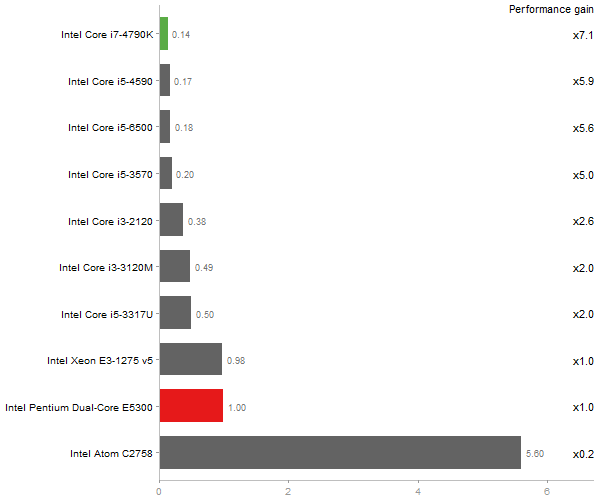 Performance gain
Intel Core i7-4790K 0.14 x7.1
Intel Core i5-4590 0.17 x5.9
Intel Core i5-6500 0.18 x5.6
Intel Core i5-3570 0.20 x5.0
Intel Core i3-2120 0.38 x2.6
Intel Core i3-3120M 0.49 x2.0
Intel Core i5-3317U 0.50 x2.0
Intel Xeon E3-1275 v5 0.98 x1.0
Intel Pentium Dual-Core E5300 1.00 x1.0
Intel Atom C2758 5.60 x0.2
0 2 4 6